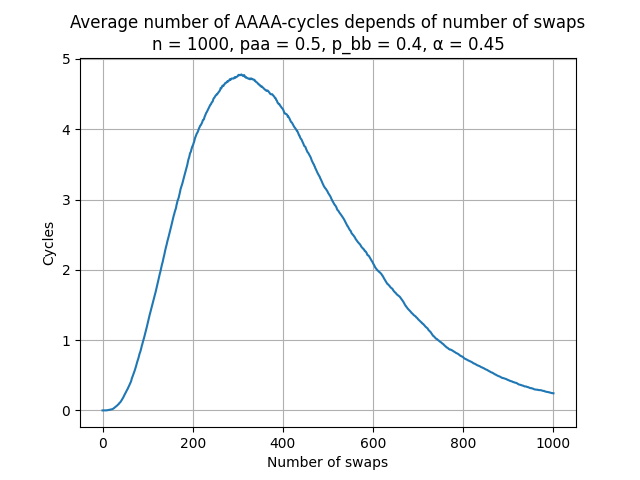 Average number of AAAA-cycles depends of number of swaps
n = 1000, paa = 0.5, p_bb = 0.4, α = 0.45
5
4
3
2
1
0
Cycles
0 200 400 600 800 1000
Number of swaps